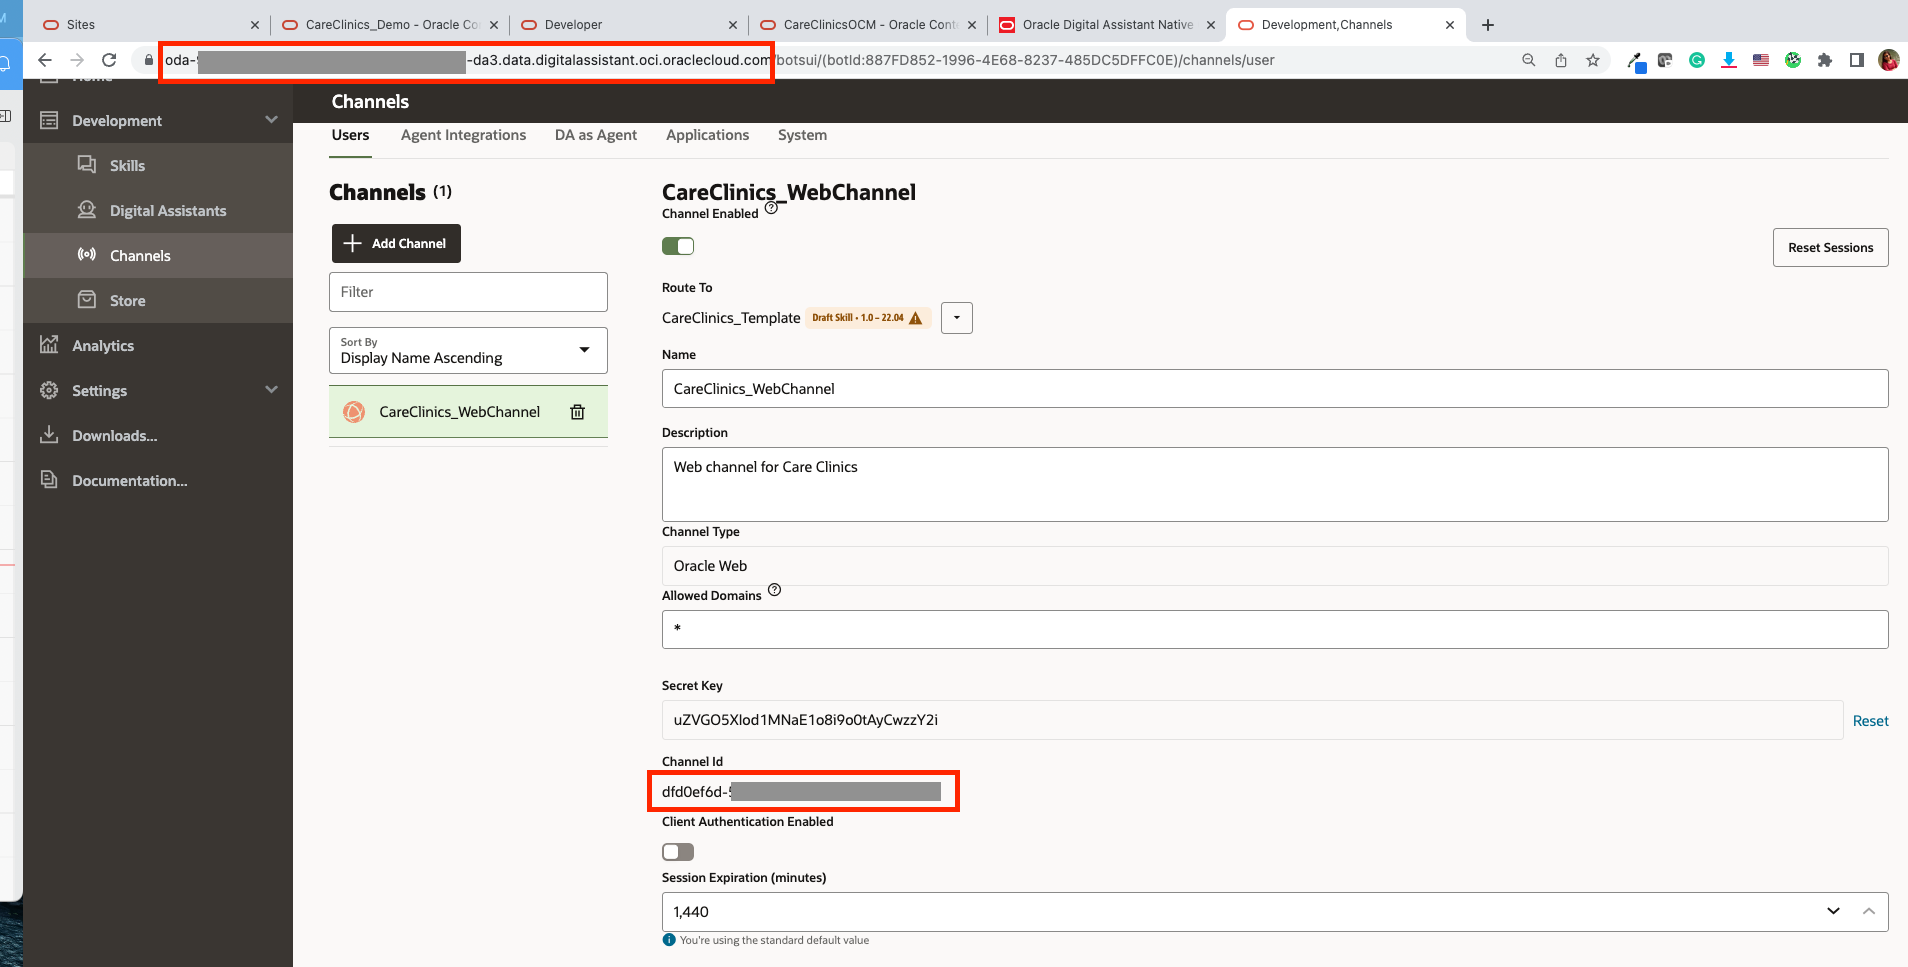 Sites
CareClinics_Demo - Oracle Co
Developer
CareClinicsOCM - Oracle Cont
Oracle Digital Assistant Native
Development,Channels
oda-
-da3.data.digitalassistant.oci.oraclecloud.com/botsui/(botId:887FD852-1996-4E68-8237-485DC5DFFC0E)/channels/user
Home
Development
Skills
Digital Assistants
Channels
Store
Analytics
Settings
Downloads...
Documentation...
Channels
Users
Agent Integrations
DA as Agent
Applications
System
Channels (1)
Add Channel
Filter
Sort By
Display Name Ascending
CareClinics_WebChannel
CareClinics_WebChannel
Channel Enabled
Reset Sessions
Route To
CareClinics_Template Draft Skill • 1.0 – 22.04
Name
CareClinics_WebChannel
Description
Web channel for Care Clinics
Channel Type
Oracle Web
Allowed Domains
*
Secret Key
uZVGO5XIod1MNaE1o8i9o0tAyCwzzY2i
Reset
Channel Id
dfd0ef6d-
Client Authentication Enabled
Session Expiration (minutes)
1,440
You're using the standard default value